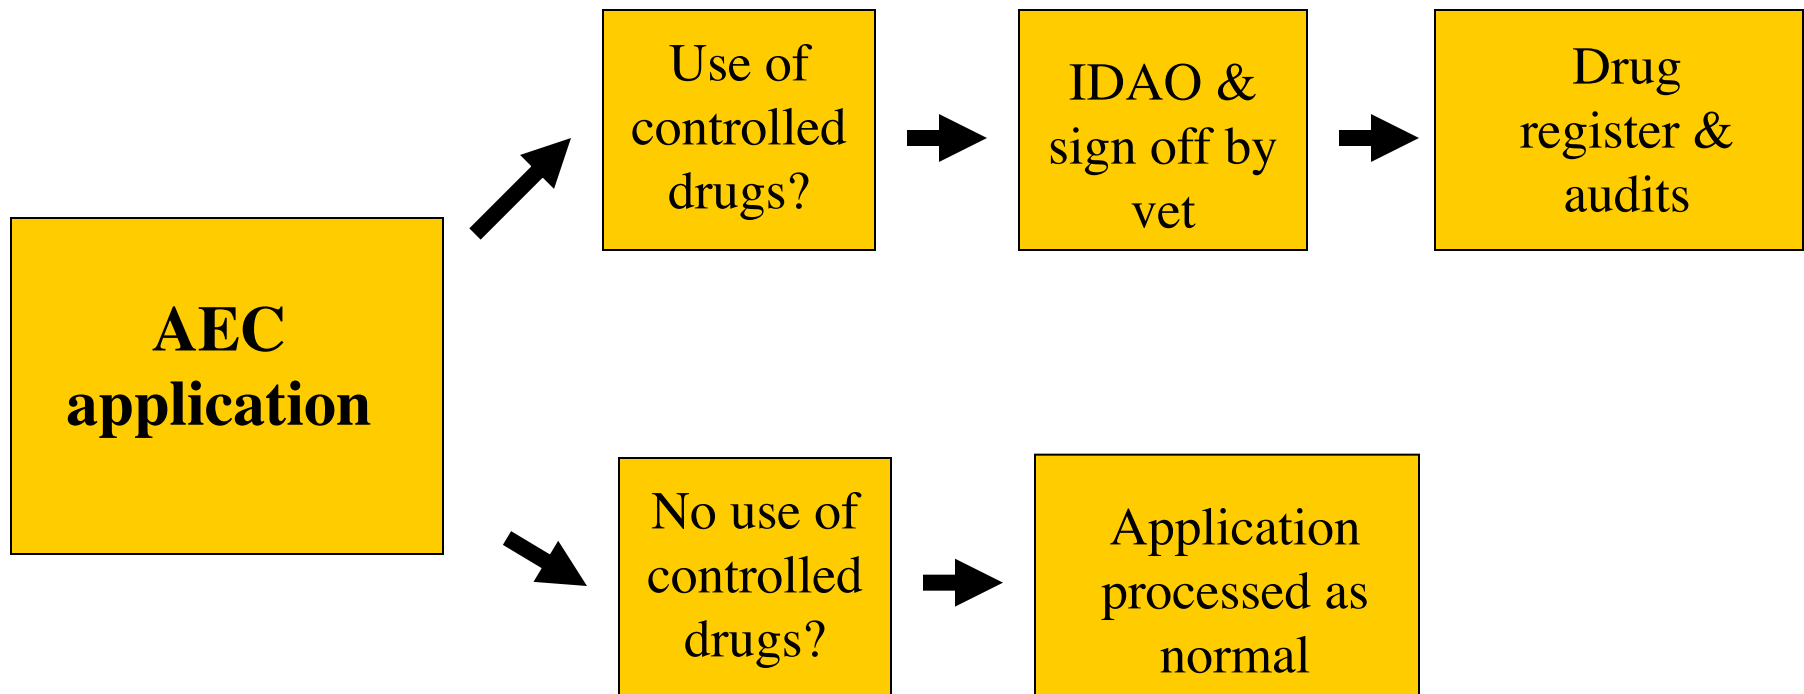 AEC
application
Use of
controlled
drugs?
IDAO &
sign off by
vet
Drug
register &
audits
No use of
controlled
drugs?
Application
processed as
normal